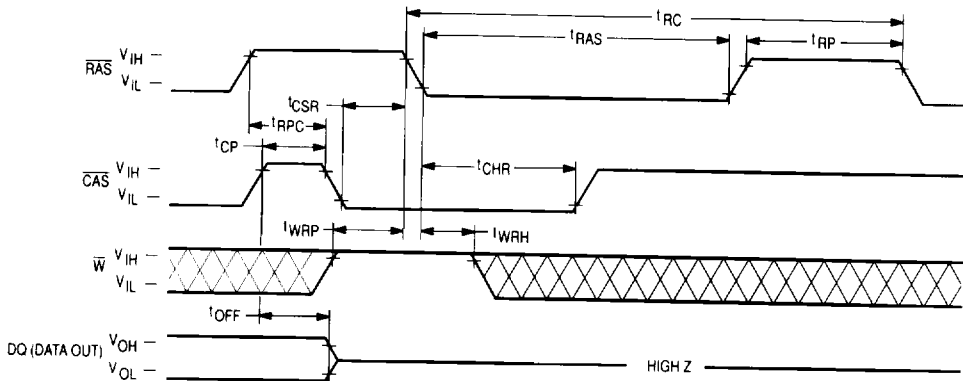 tRC
tRAS
tRP
RAS VIH
VIL
tCSR
tRPC
tCP
CAS VIH
VIL
tCHR
tWRP
tWRH
W VIH
VIL
tOFF
DQ (DATA OUT) VOH
VOL
HIGH Z